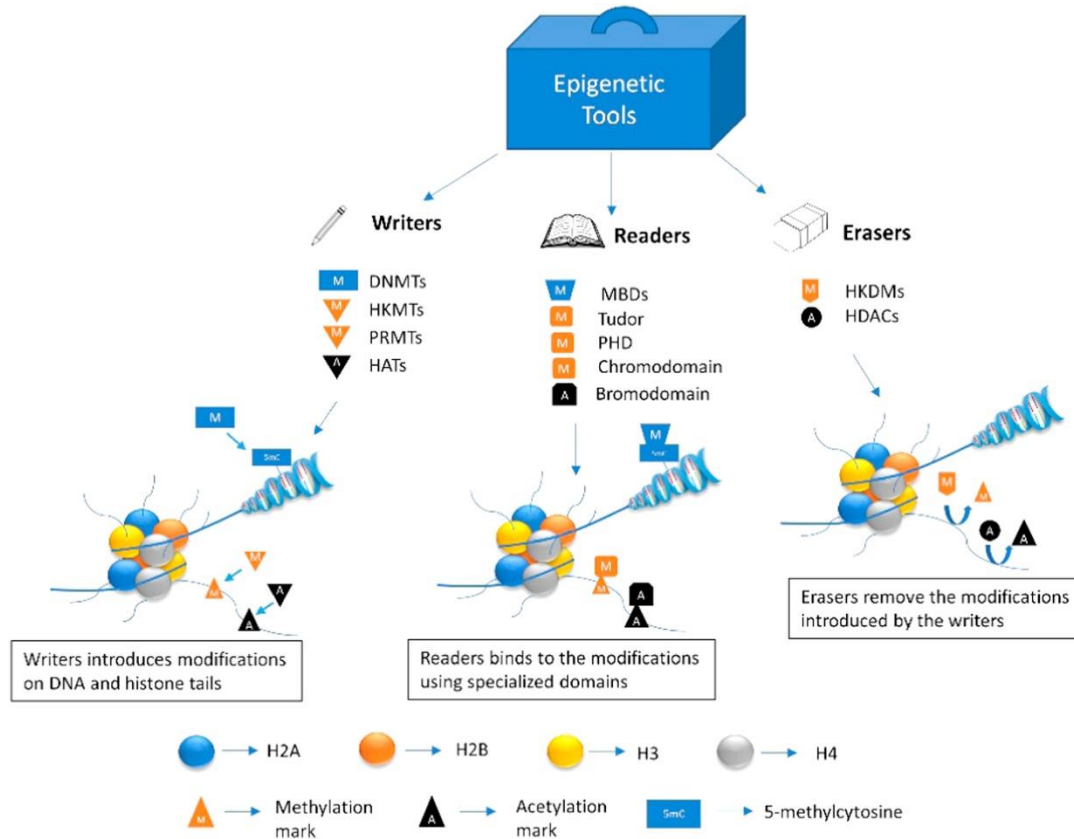 Epigenetic
Tools
Writers
M DNMTs
M HKMTs
M PRMTs
A HATs
M
5mC
M
M
A
A
Writers introduces modifications
on DNA and histone tails
Readers
M MBDs
M Tudor
M PHD
M Chromodomain
A Bromodomain
M
5mC
M
M
A
A
Readers binds to the modifications
using specialized domains
Erasers
M HKDMs
A HDACs
M
M
A
A
Erasers remove the modifications
introduced by the writers
H2A H2B H3 H4
M Methylation
mark
A Acetylation
mark
5mC 5-methylcytosine